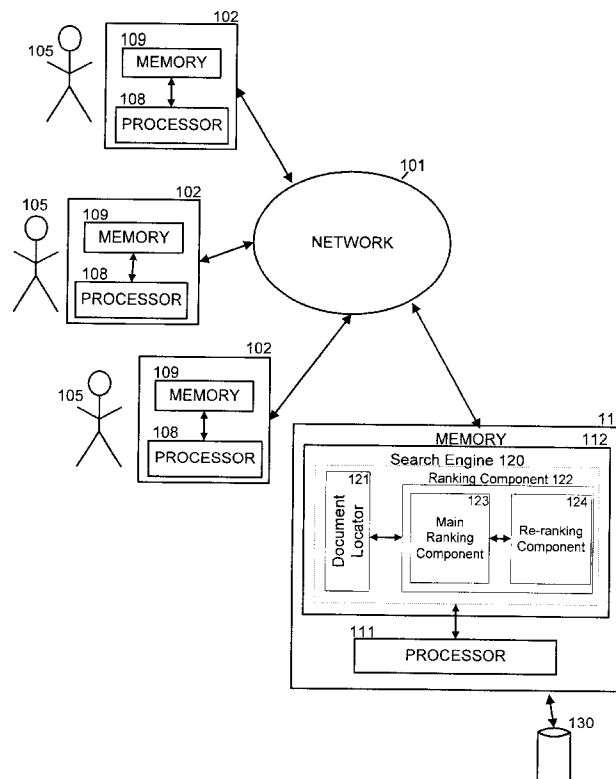 102
105
109
MEMORY
108
PROCESSOR
101
NETWORK
102
105
109
MEMORY
108
PROCESSOR
102
105
109
MEMORY
108
PROCESSOR
MEMORY
112
Search Engine 120
121
Ranking Component 122
123
124
Document
Locator
Main
Ranking
Component
Re-ranking
Component
111
PROCESSOR
130